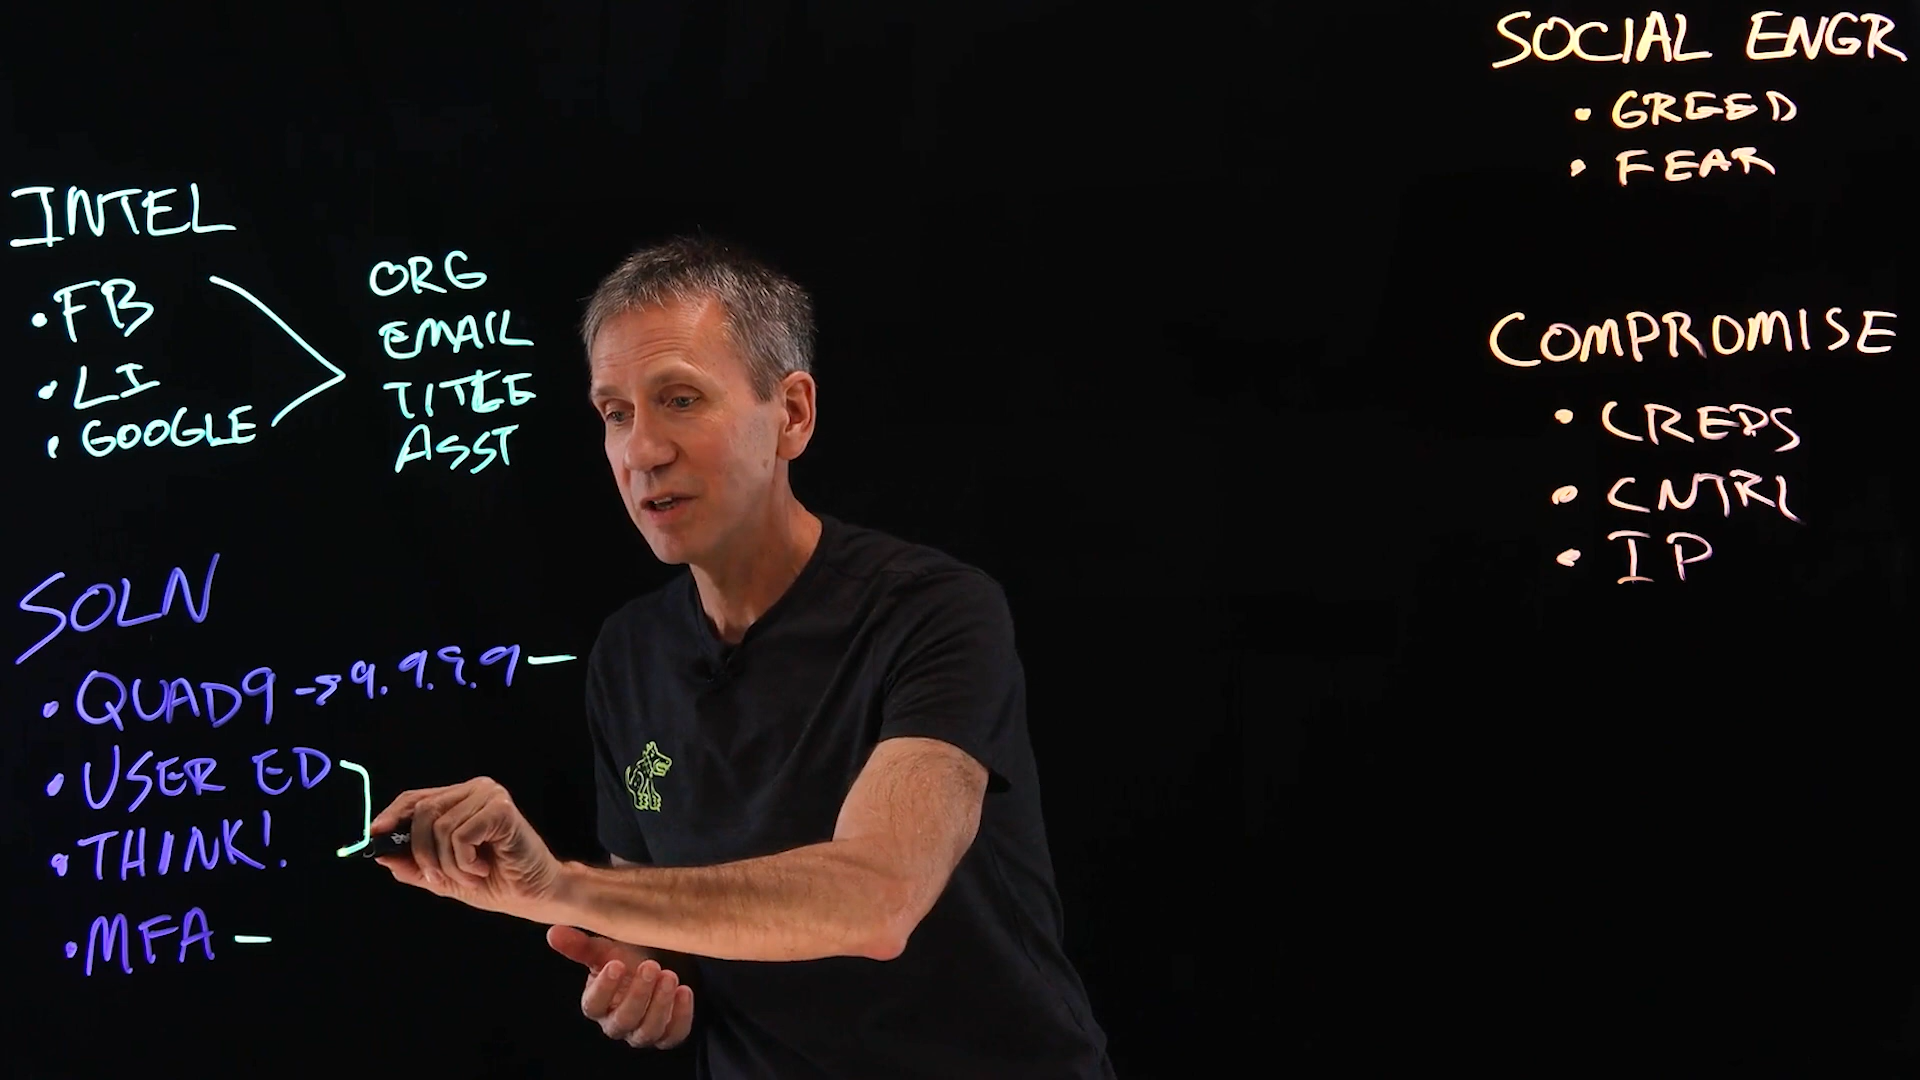 INTEL
• FB
• LI
• GOOGLE
ORG
EMAIL
TITLE
ASST
SOLN
• QUAD9 → 9.9.9.9 –
• USER ED
• THINK!
• MFA –
SOCIAL ENGR
• GREED
• FEAR
COMPROMISE
• CREDS
• CNTRL
• IP